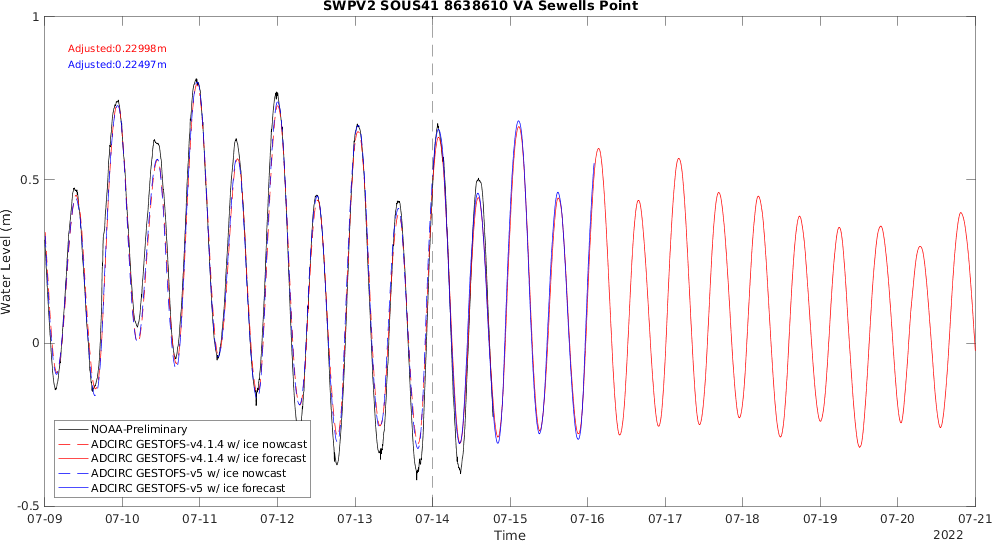 SWPV2 SOUS41 8638610 VA Sewells Point
Adjusted:0.22998m
Adjusted:0.22497m
1
0.5
0
-0.5
Water Level (m)
NOAA-Preliminary
ADCIRC GESTOFS-v4.1.4 w/ ice nowcast
ADCIRC GESTOFS-v4.1.4 w/ ice forecast
ADCIRC GESTOFS-v5 w/ ice nowcast
ADCIRC GESTOFS-v5 w/ ice forecast
07-09 07-10 07-11 07-12 07-13 07-14 07-15 07-16 07-17 07-18 07-19 07-20 07-21
Time
2022